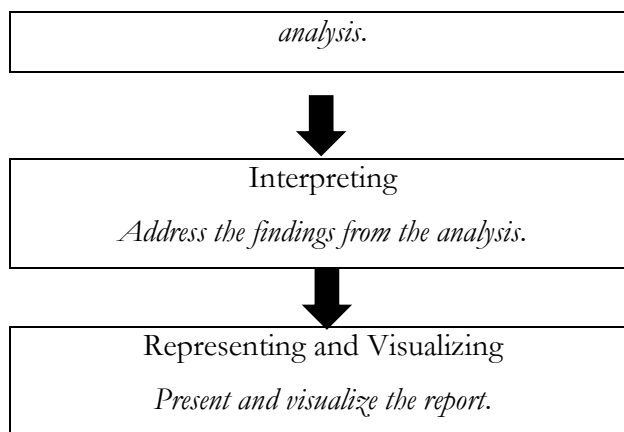 analysis.
Interpreting
Address the findings from the analysis.
Representing and Visualizing
Present and visualize the report.